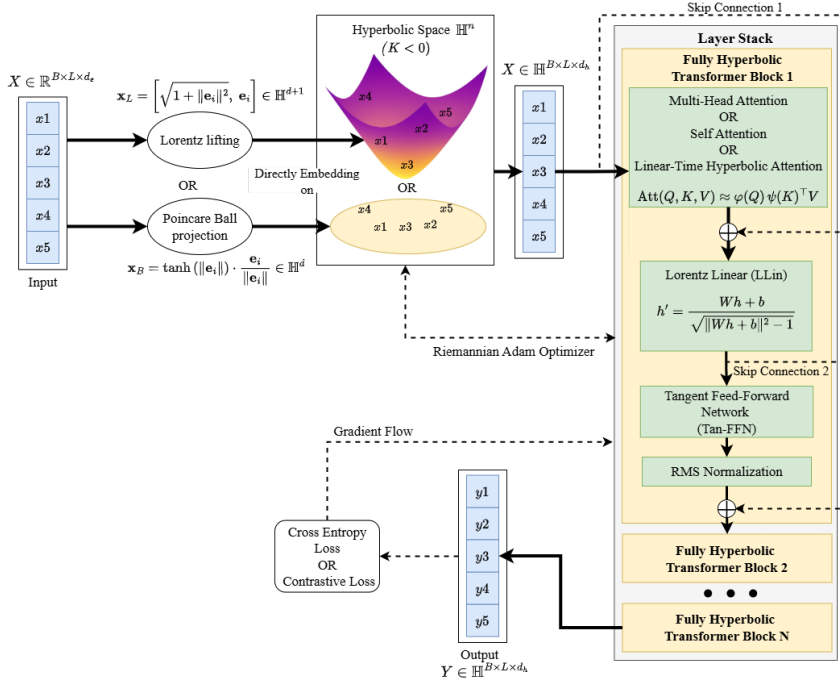 Skip Connection 1
Hyperbolic Space ℍⁿ
(K < 0)
X ∈ ℝ^{B×L×d_e}
x1
x2
x3
x4
x5
Input
x_L = [√(1 + ‖e_i‖²), e_i] ∈ ℍ^{d+1}
Lorentz lifting
OR
Poincare Ball
projection
x_B = tanh (‖e_i‖) · e_i/‖e_i‖ ∈ ℍ^d
Directly Embedding
on
x4
x5
x1
x2
x3
OR
x4
x5
x1
x3
x2
X ∈ ℍ^{B×L×d_h}
x1
x2
x3
x4
x5
Riemannian Adam Optimizer
Layer Stack
Fully Hyperbolic
Transformer Block 1
Multi-Head Attention
OR
Self Attention
OR
Linear-Time Hyperbolic Attention
Att(Q, K, V) ≈ φ(Q) ψ(K)^⊤ V
Lorentz Linear (LLin)
h′ = (Wh + b)/√(‖Wh + b‖² − 1)
Skip Connection 2
Tangent Feed-Forward
Network
(Tan-FFN)
RMS Normalization
Fully Hyperbolic
Transformer Block 2
• • •
Fully Hyperbolic
Transformer Block N
Gradient Flow
Cross Entropy
Loss
OR
Contrastive Loss
y1
y2
y3
y4
y5
Output
Y ∈ ℍ^{B×L×d_h}